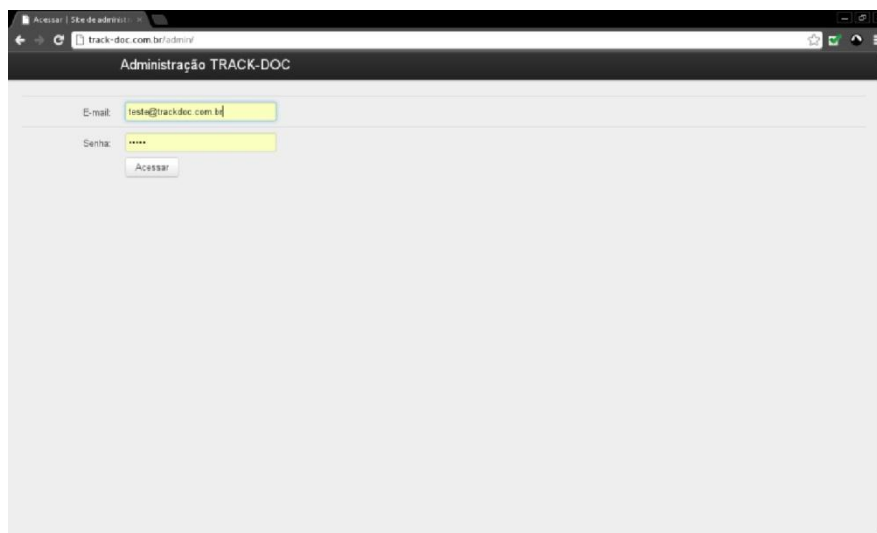 Acessar | Site de administ
track-doc.com.br/admin/
Administração TRACK-DOC
E-mail: teste@trackdoc.com.br
Senha: •••••
Acessar